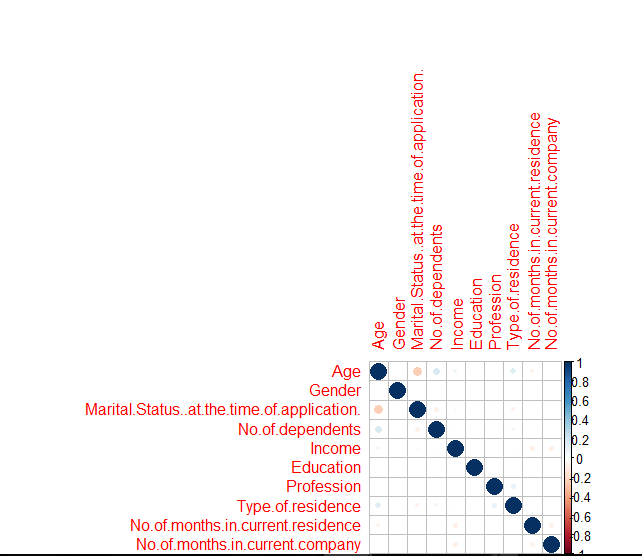 Age
Gender
Marital.Status..at.the.time.of.application.
No.of.dependents
Income
Education
Profession
Type.of.residence
No.of.months.in.current.residence
No.of.months.in.current.company
Age
Gender
Marital.Status..at.the.time.of.application.
No.of.dependents
Income
Education
Profession
Type.of.residence
No.of.months.in.current.residence
No.of.months.in.current.company
1
0.8
0.6
0.4
0.2
0
-0.2
-0.4
-0.6
-0.8